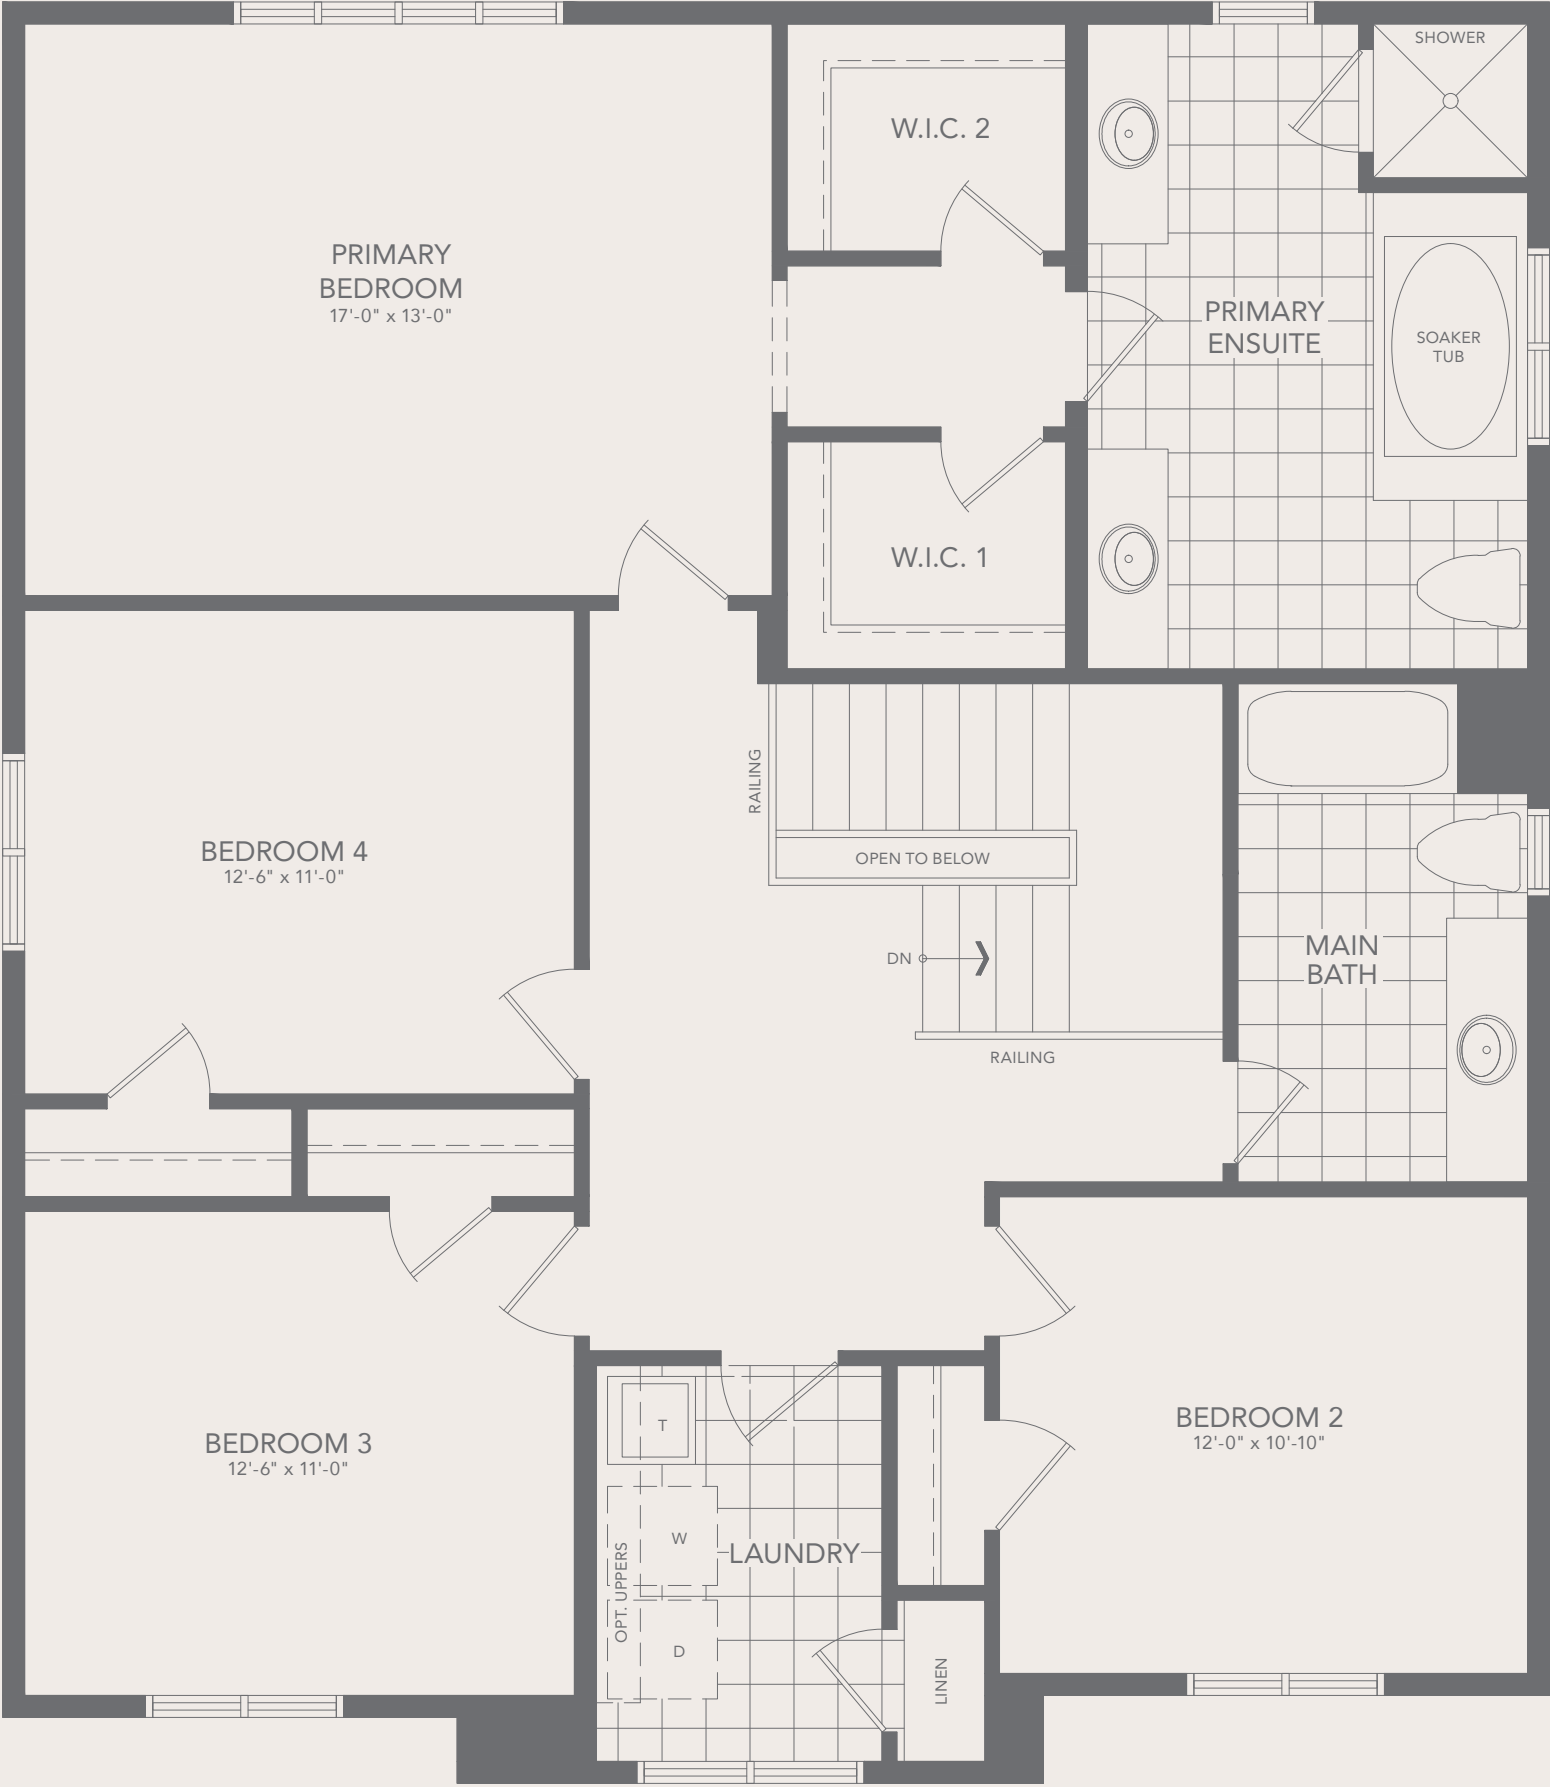 SHOWER
W.I.C. 2
PRIMARY
BEDROOM
17'-0" x 13'-0"
PRIMARY
ENSUITE
SOAKER
TUB
W.I.C. 1
RAILING
BEDROOM 4
12'-6" x 11'-0"
OPEN TO BELOW
DN
MAIN
BATH
RAILING
BEDROOM 3
12'-6" x 11'-0"
T
BEDROOM 2
12'-0" x 10'-10"
W
LAUNDRY
OPT. UPPERS
D
LINEN